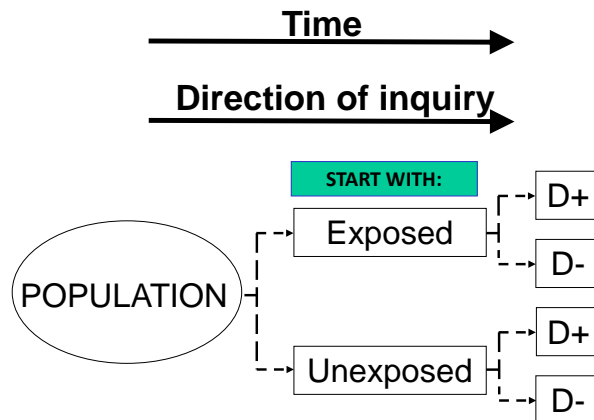 Time
Direction of inquiry
START WITH:
D+
Exposed
D-
POPULATION
D+
Unexposed
D-